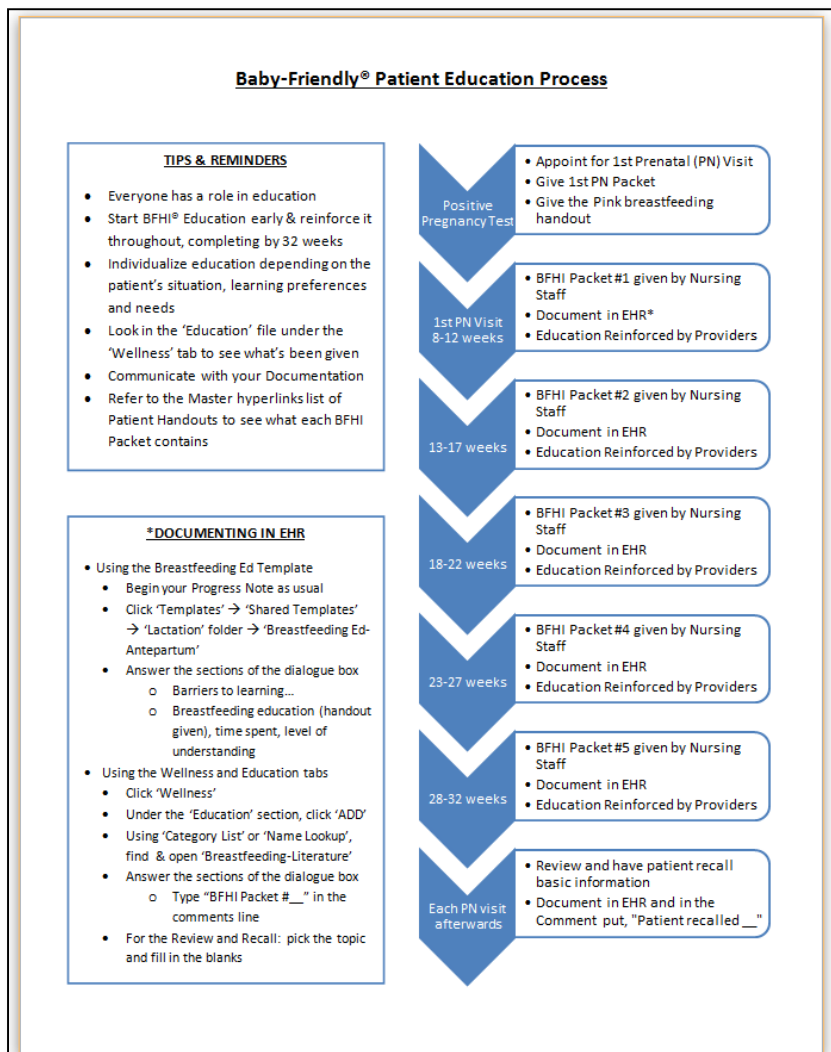 Baby-Friendly® Patient Education Process
TIPS & REMINDERS
• Everyone has a role in education
• Start BFHI® Education early & reinforce it
throughout, completing by 32 weeks
• Individualize education depending on the
patient's situation, learning preferences
and needs
• Look in the 'Education' file under the
'Wellness' tab to see what's been given
• Communicate with your Documentation
• Refer to the Master hyperlinks list of
Patient Handouts to see what each BFHI
Packet contains
*DOCUMENTING IN EHR
• Using the Breastfeeding Ed Template
• Begin your Progress Note as usual
• Click 'Templates' → 'Shared Templates'
→ 'Lactation' folder → 'Breastfeeding Ed-
Antepartum'
• Answer the sections of the dialogue box
o Barriers to learning...
o Breastfeeding education (handout
given), time spent, level of
understanding
• Using the Wellness and Education tabs
• Click 'Wellness'
• Under the 'Education' section, click 'ADD'
• Using 'Category List' or 'Name Lookup',
find & open 'Breastfeeding-Literature'
• Answer the sections of the dialogue box
o Type "BFHI Packet #__" in the
comments line
• For the Review and Recall: pick the topic
and fill in the blanks
Positive
Pregnancy Test
• Appoint for 1st Prenatal (PN) Visit
• Give 1st PN Packet
• Give the Pink breastfeeding
handout
1st PN Visit
8-12 weeks
• BFHI Packet #1 given by Nursing
Staff
• Document in EHR*
• Education Reinforced by Providers
13-17 weeks
• BFHI Packet #2 given by Nursing
Staff
• Document in EHR
• Education Reinforced by Providers
18-22 weeks
• BFHI Packet #3 given by Nursing
Staff
• Document in EHR
• Education Reinforced by Providers
23-27 weeks
• BFHI Packet #4 given by Nursing
Staff
• Document in EHR
• Education Reinforced by Providers
28-32 weeks
• BFHI Packet #5 given by Nursing
Staff
• Document in EHR
• Education Reinforced by Providers
Each PN visit
afterwards
• Review and have patient recall
basic information
• Document in EHR and in the
Comment put, "Patient recalled __"